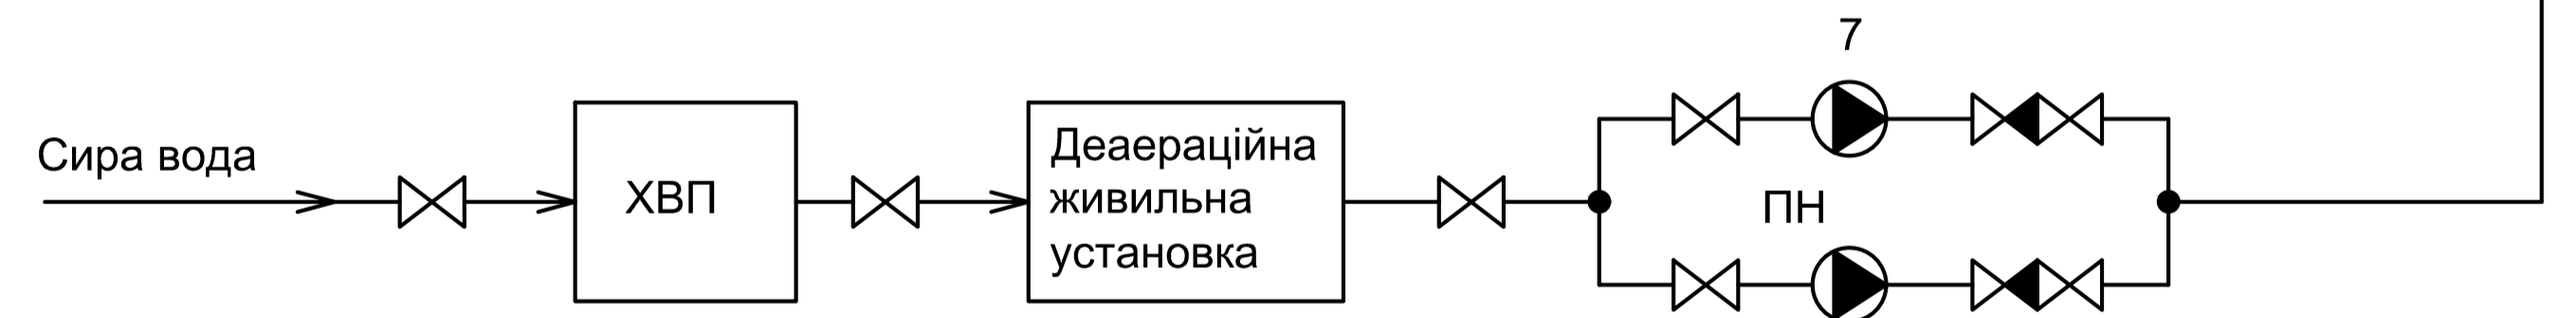 7
Сира вода
ХВП
Деаераційна
живильна
установка
ПН